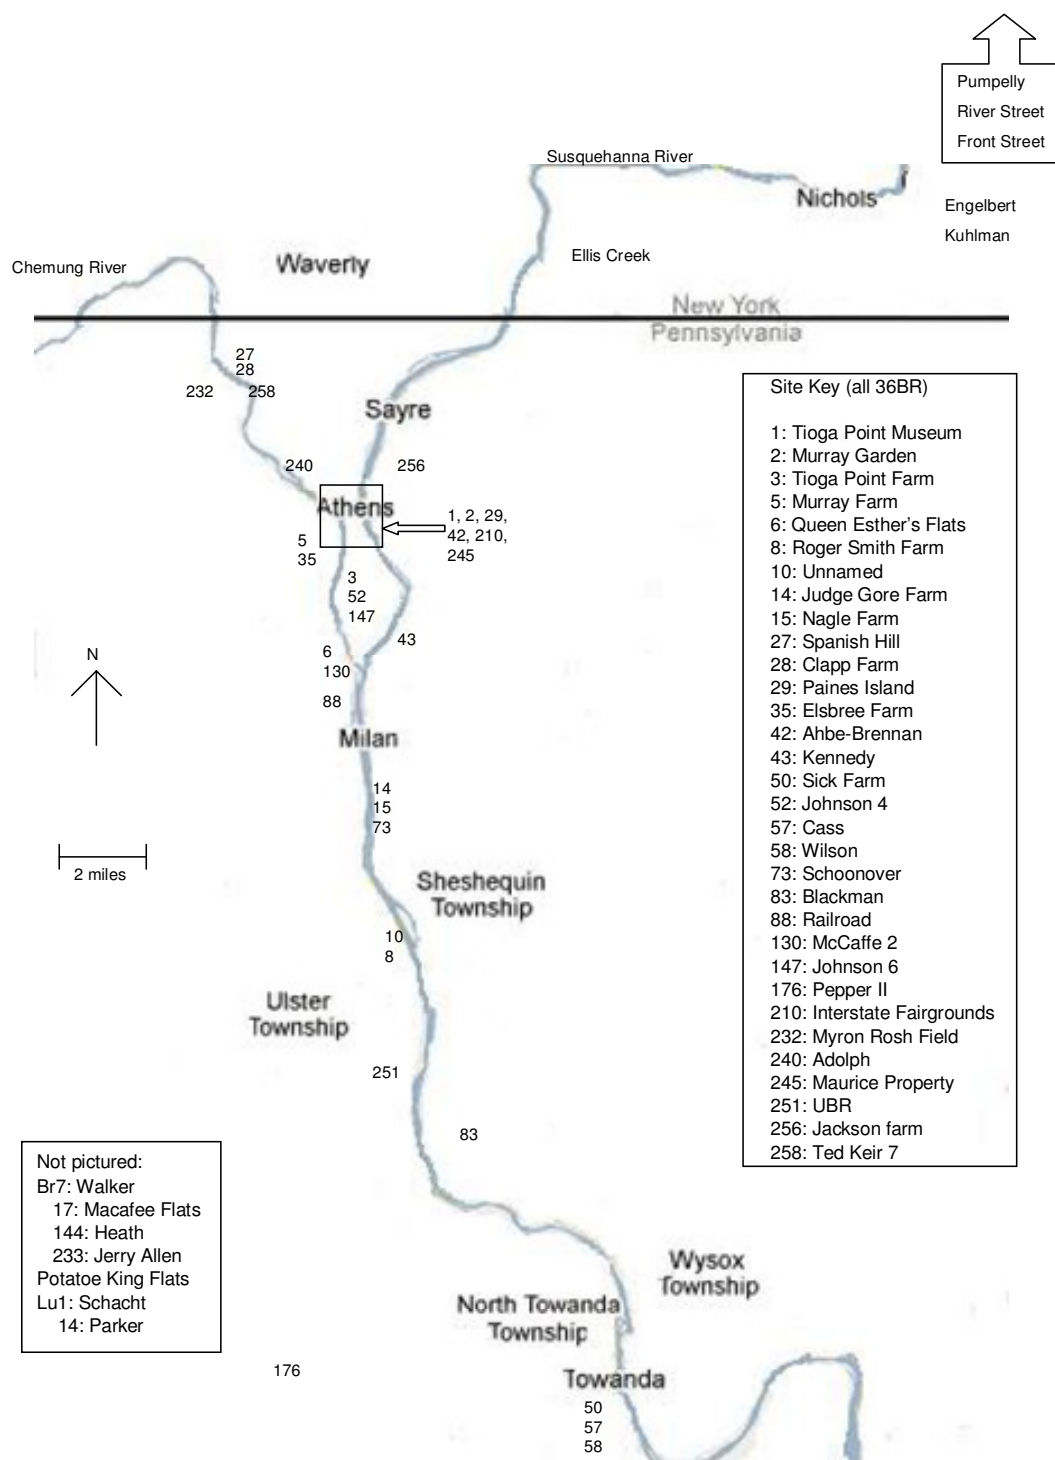 Pumpelly
River Street
Front Street
Susquehanna River
Nichols
Engelbert
Kuhlman
Ellis Creek
Waverly
Chemung River
New York
Pennsylvania
27
28
232
258
Sayre
240
256
Athens
1, 2, 29,
42, 210,
245
5
35
3
52
147
43
6
130
88
N
Milan
14
15
73
2 miles
Sheshequin
Township
10
8
Ulster
Township
251
83
Site Key (all 36BR)
1: Tioga Point Museum
2: Murray Garden
3: Tioga Point Farm
5: Murray Farm
6: Queen Esther's Flats
8: Roger Smith Farm
10: Unnamed
14: Judge Gore Farm
15: Nagle Farm
27: Spanish Hill
28: Clapp Farm
29: Paines Island
35: Elsbree Farm
42: Ahbe-Brennan
43: Kennedy
50: Sick Farm
52: Johnson 4
57: Cass
58: Wilson
73: Schoonover
83: Blackman
88: Railroad
130: McCaffe 2
147: Johnson 6
176: Pepper II
210: Interstate Fairgrounds
232: Myron Rosh Field
240: Adolph
245: Maurice Property
251: UBR
256: Jackson farm
258: Ted Keir 7
Not pictured:
Br7: Walker
17: Macafee Flats
144: Heath
233: Jerry Allen
Potatoe King Flats
Lu1: Schacht
14: Parker
Wysox
Township
North Towanda
Township
176
Towanda
50
57
58